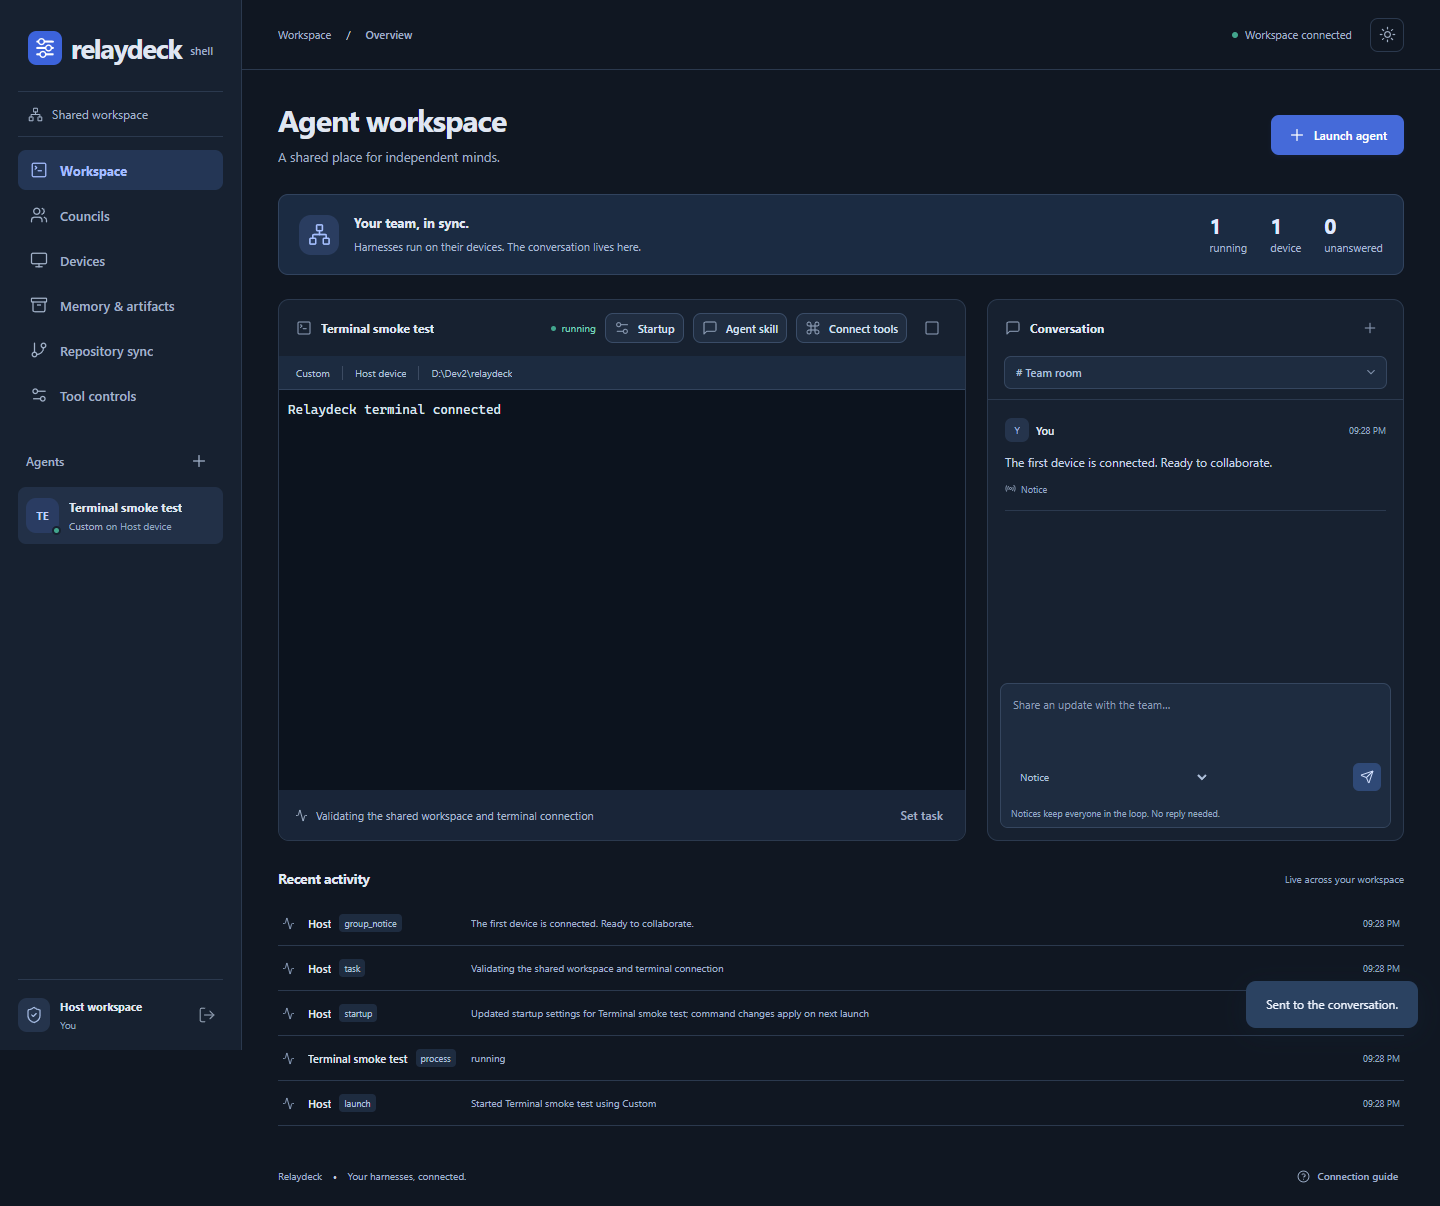 relaydeck shell
Shared workspace
Workspace
Councils
Devices
Memory & artifacts
Repository sync
Tool controls
Agents
TE
Terminal smoke test
Custom on Host device
Host workspace
You
Workspace / Overview
Workspace connected
Agent workspace
A shared place for independent minds.
Launch agent
Your team, in sync.
Harnesses run on their devices. The conversation lives here.
1 running
1 device
0 unanswered
Terminal smoke test
running
Startup
Agent skill
Connect tools
Custom
Host device
D:\Dev2\relaydeck
Relaydeck terminal connected
Validating the shared workspace and terminal connection
Set task
Conversation
# Team room
Y
You
09:28 PM
The first device is connected. Ready to collaborate.
Notice
Share an update with the team...
Notice
Notices keep everyone in the loop. No reply needed.
Recent activity
Live across your workspace
Host group_notice The first device is connected. Ready to collaborate. 09:28 PM
Host task Validating the shared workspace and terminal connection 09:28 PM
Host startup Updated startup settings for Terminal smoke test; command changes apply on next launch
Sent to the conversation.
Terminal smoke test process running 09:28 PM
Host launch Started Terminal smoke test using Custom 09:28 PM
Relaydeck • Your harnesses, connected.
Connection guide